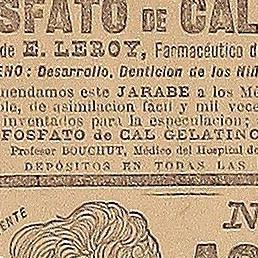 SFATO DE CAL
de E. LEROY, Farmacéutico d
ENO: Desarrollo, Denticion de los Niñ
mendamos este JARABE a los Mé
ble, de asimilacion fácil y mil vece
inventados para la especulacion;
FOSFATO de CAL GELATINO
Profesor BOUCHUT, Médico del Hospital de
DEPÓSITOS EN TODAS LAS
ENTE
N